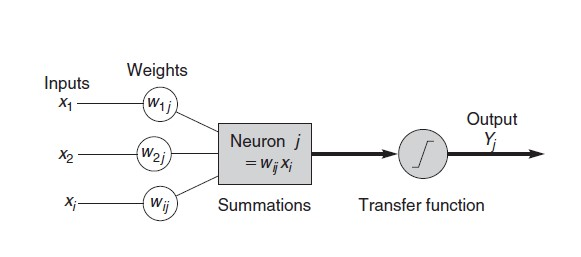 Inputs
Weights
x1
w1j
x2
w2j
xi
wij
Neuron j
= wij xi
Summations
Transfer function
Output
Yj